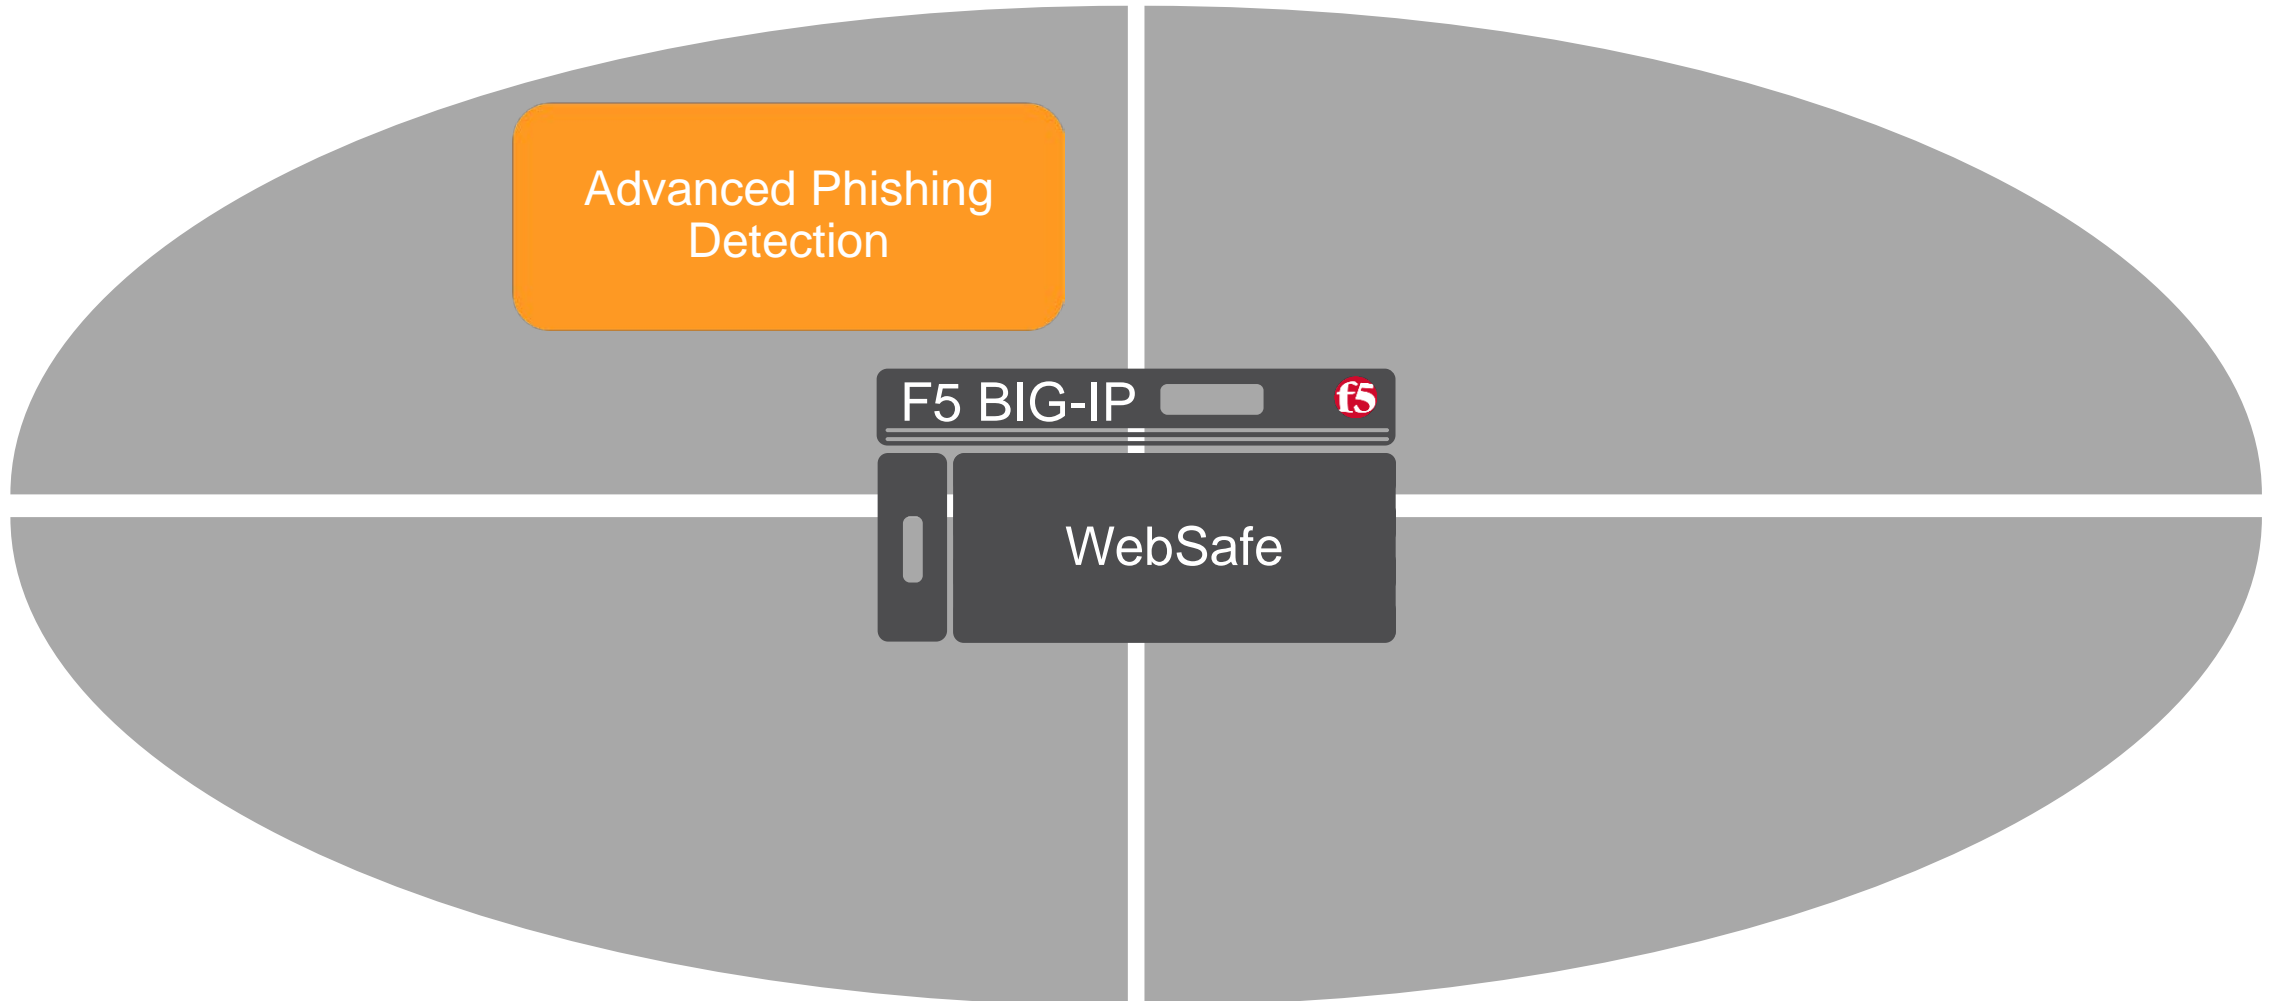 Advanced Phishing
Detection
F5 BIG-IP
f5
WebSafe